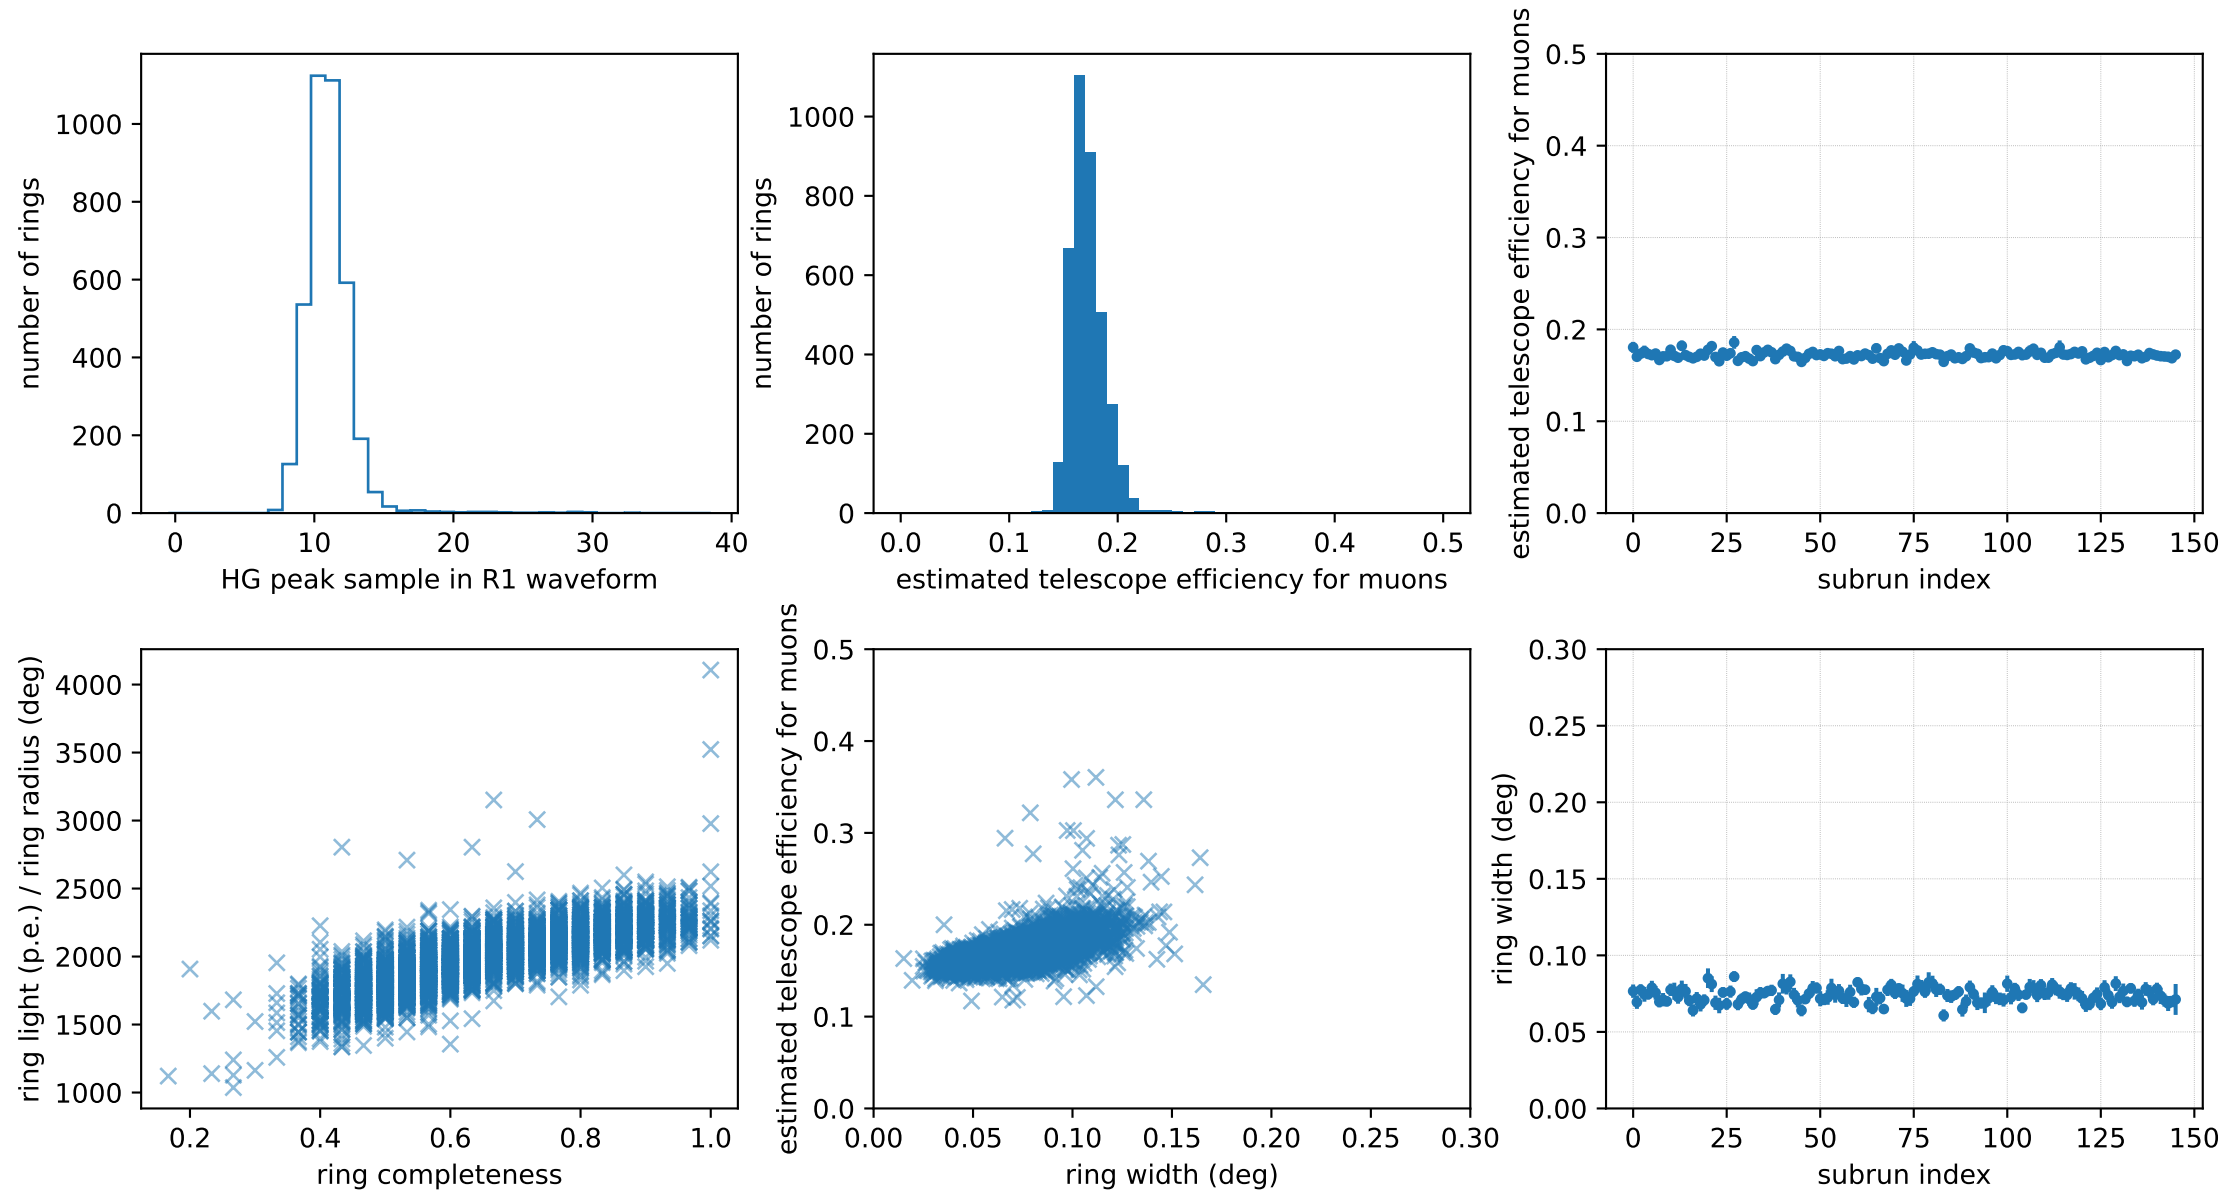 number of rings
1000
800
600
400
200
0
0 10 20 30 40
HG peak sample in R1 waveform
number of rings
1000
800
600
400
200
0
0.0 0.1 0.2 0.3 0.4 0.5
estimated telescope efficiency for muons
estimated telescope efficiency for muons
0.5
0.4
0.3
0.2
0.1
0.0
0 25 50 75 100 125 150
subrun index
ring light (p.e.) / ring radius (deg)
4000
3500
3000
2500
2000
1500
1000
0.2 0.4 0.6 0.8 1.0
ring completeness
estimated telescope efficiency for muons
0.5
0.4
0.3
0.2
0.1
0.0
0.00 0.05 0.10 0.15 0.20 0.25 0.30
ring width (deg)
ring width (deg)
0.30
0.25
0.20
0.15
0.10
0.05
0.00
0 25 50 75 100 125 150
subrun index